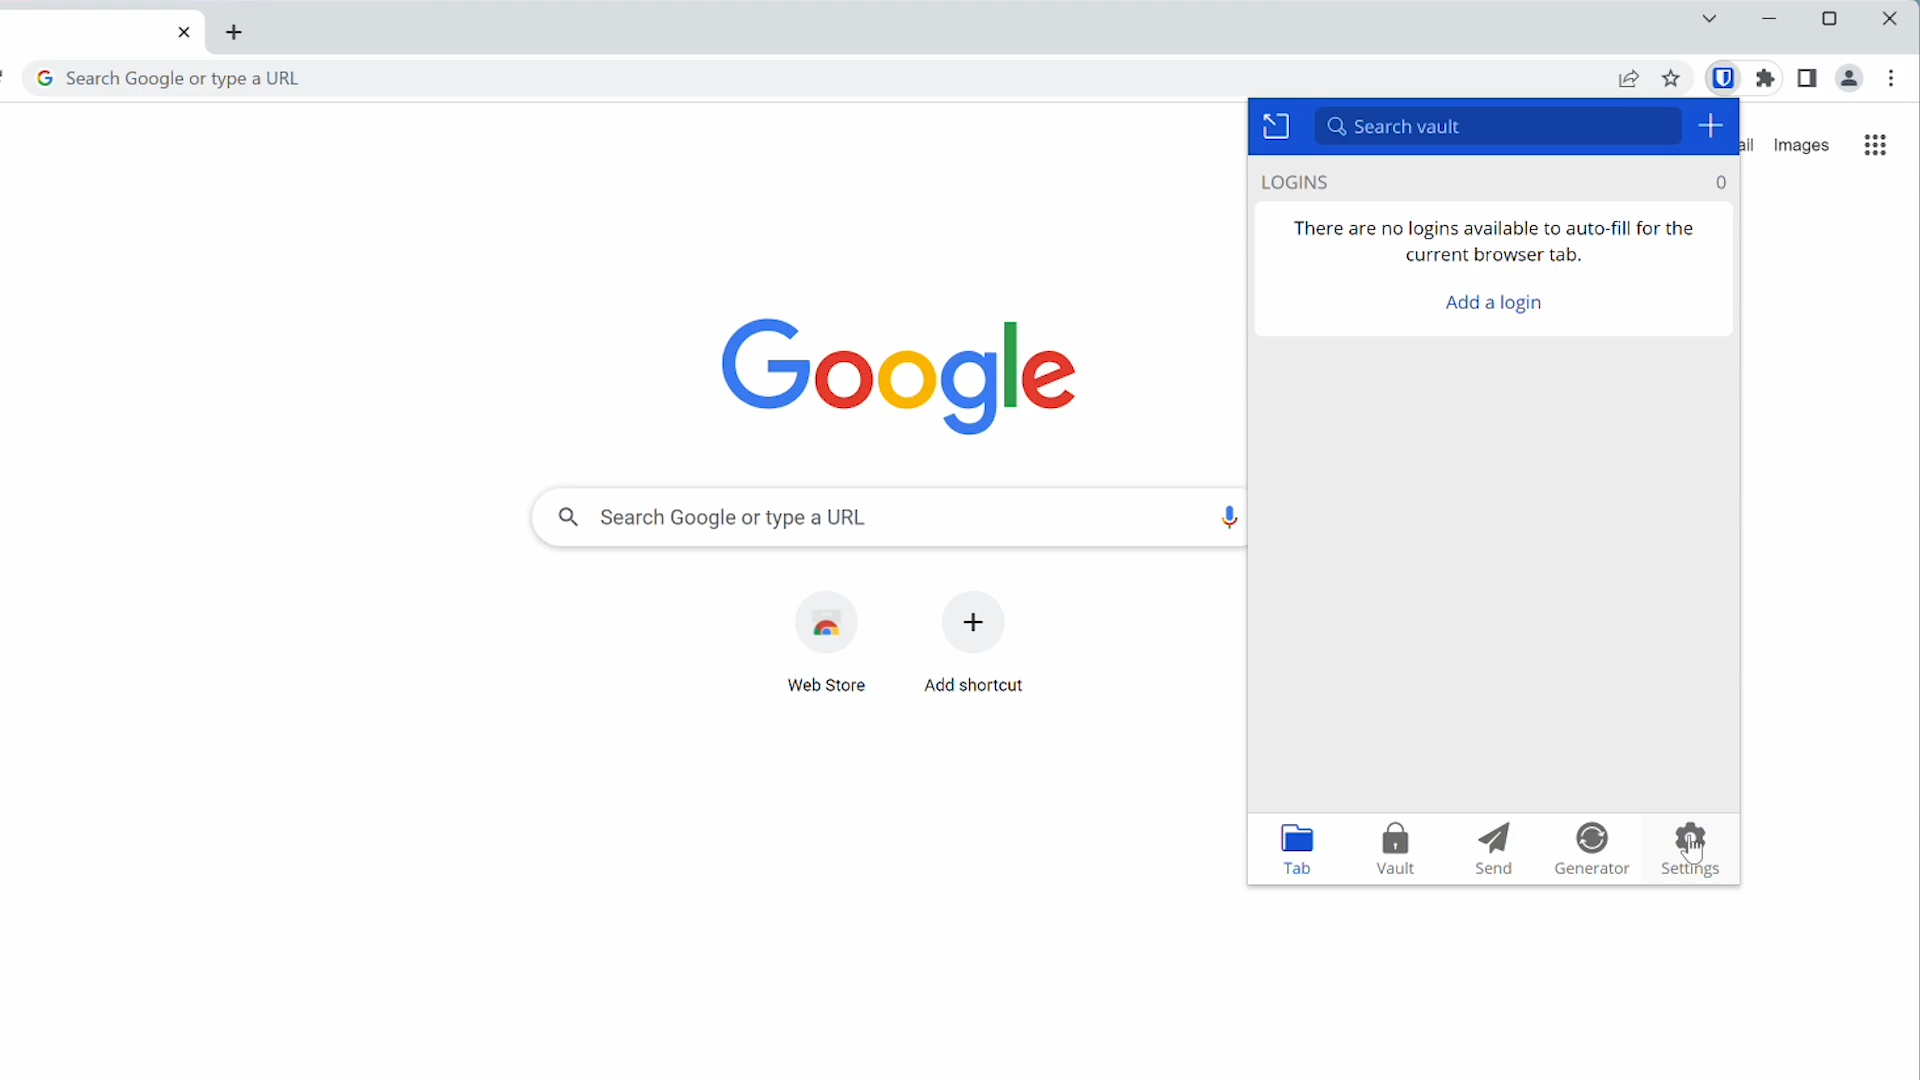 Search Google or type a URL
Search vault
ail Images
LOGINS 0
There are no logins available to auto-fill for the
current browser tab.
Add a login
Google
Search Google or type a URL
Web Store Add shortcut
Tab Vault Send Generator Settings